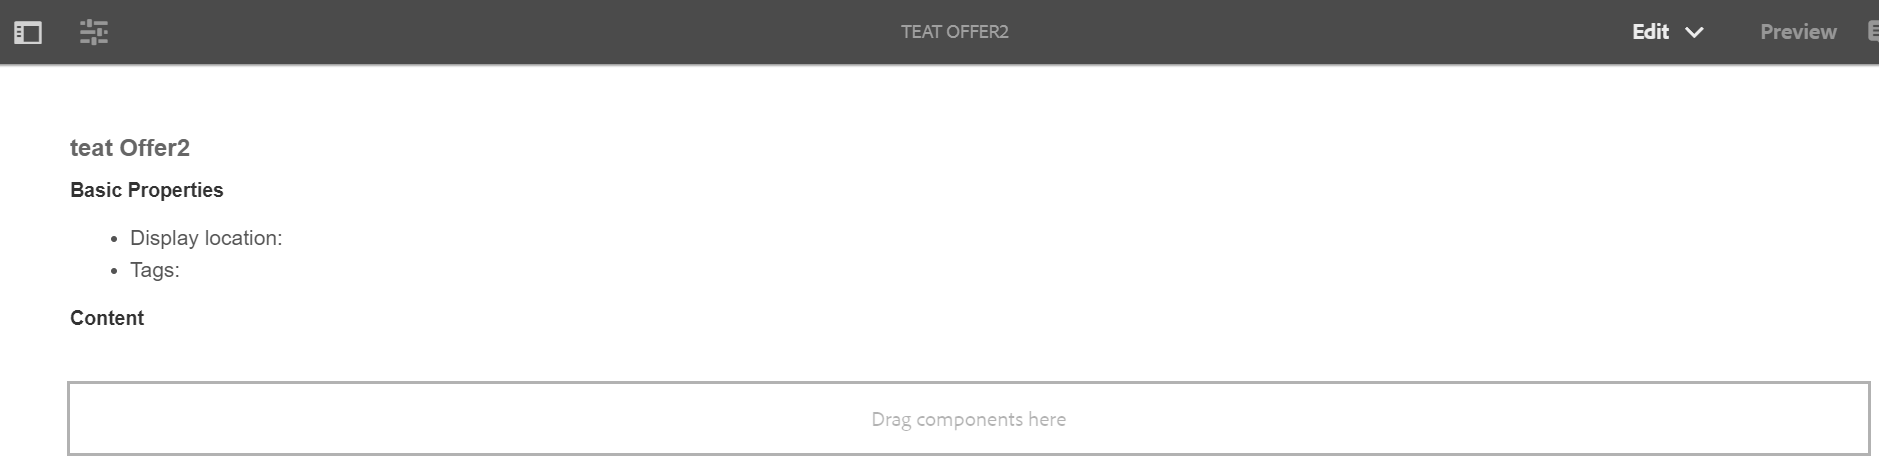 TEAT OFFER2
Edit
Preview
teat Offer2
Basic Properties
• Display location:
• Tags:
Content
Drag components here